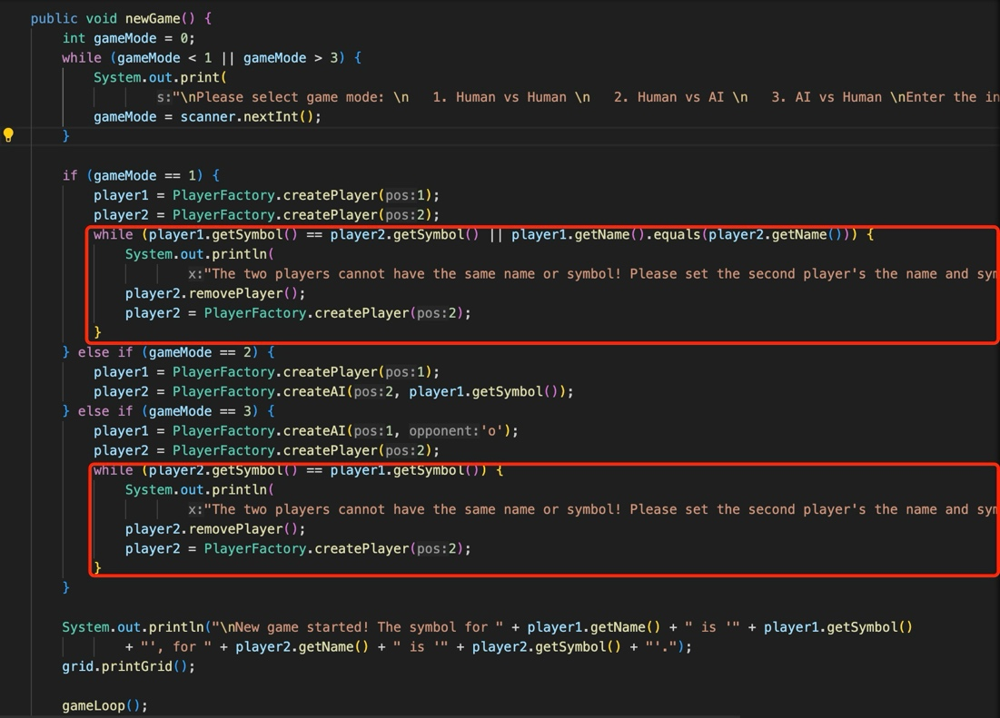 public void newGame() {
int gameMode = 0;
while (gameMode < 1 || gameMode > 3) {
System.out.print(
s:"\nPlease select game mode: \n   1. Human vs Human \n   2. Human vs AI \n   3. AI vs Human \nEnter the in
gameMode = scanner.nextInt();
}
if (gameMode == 1) {
player1 = PlayerFactory.createPlayer(pos:1);
player2 = PlayerFactory.createPlayer(pos:2);
while (player1.getSymbol() == player2.getSymbol() || player1.getName().equals(player2.getName())) {
System.out.println(
x:"The two players cannot have the same name or symbol! Please set the second player's the name and sym
player2.removePlayer();
player2 = PlayerFactory.createPlayer(pos:2);
}
} else if (gameMode == 2) {
player1 = PlayerFactory.createPlayer(pos:1);
player2 = PlayerFactory.createAI(pos:2, player1.getSymbol());
} else if (gameMode == 3) {
player1 = PlayerFactory.createAI(pos:1, opponent:'o');
player2 = PlayerFactory.createPlayer(pos:2);
while (player2.getSymbol() == player1.getSymbol()) {
System.out.println(
x:"The two players cannot have the same name or symbol! Please set the second player's the name and sym
player2.removePlayer();
player2 = PlayerFactory.createPlayer(pos:2);
}
}
System.out.println("\nNew game started! The symbol for " + player1.getName() + " is '" + player1.getSymbol()
+ "', for " + player2.getName() + " is '" + player2.getSymbol() + "'.");
grid.printGrid();
gameLoop();